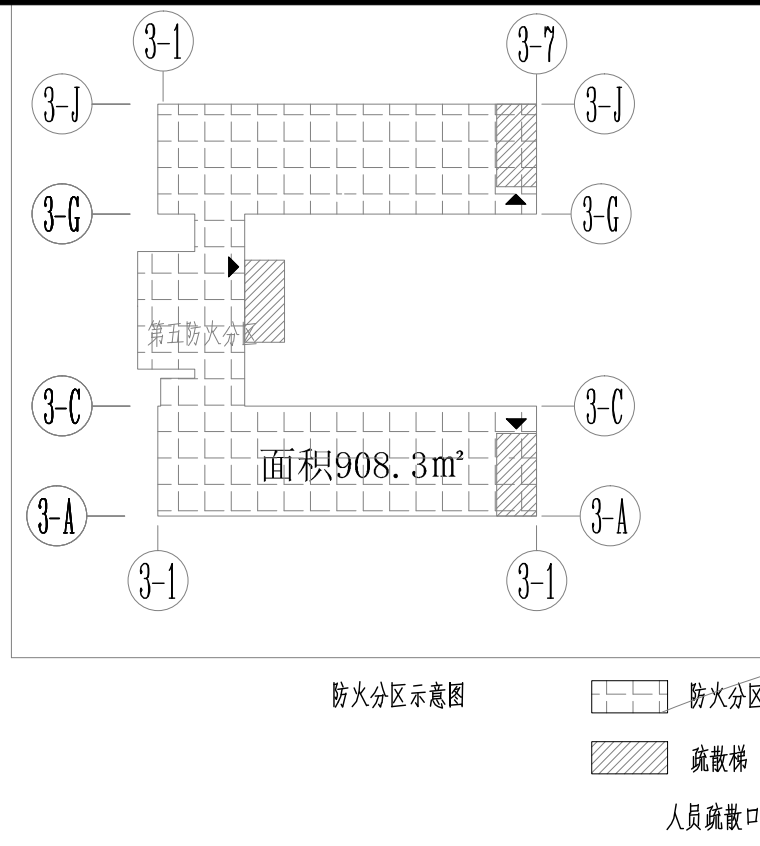 3-1 3-7
3-J 3-J
3-G 3-G
第五防火分区
3-C 3-C
面积908.3㎡
3-A 3-A
3-1 3-1
防火分区示意图 防火分区
疏散梯
人员疏散口